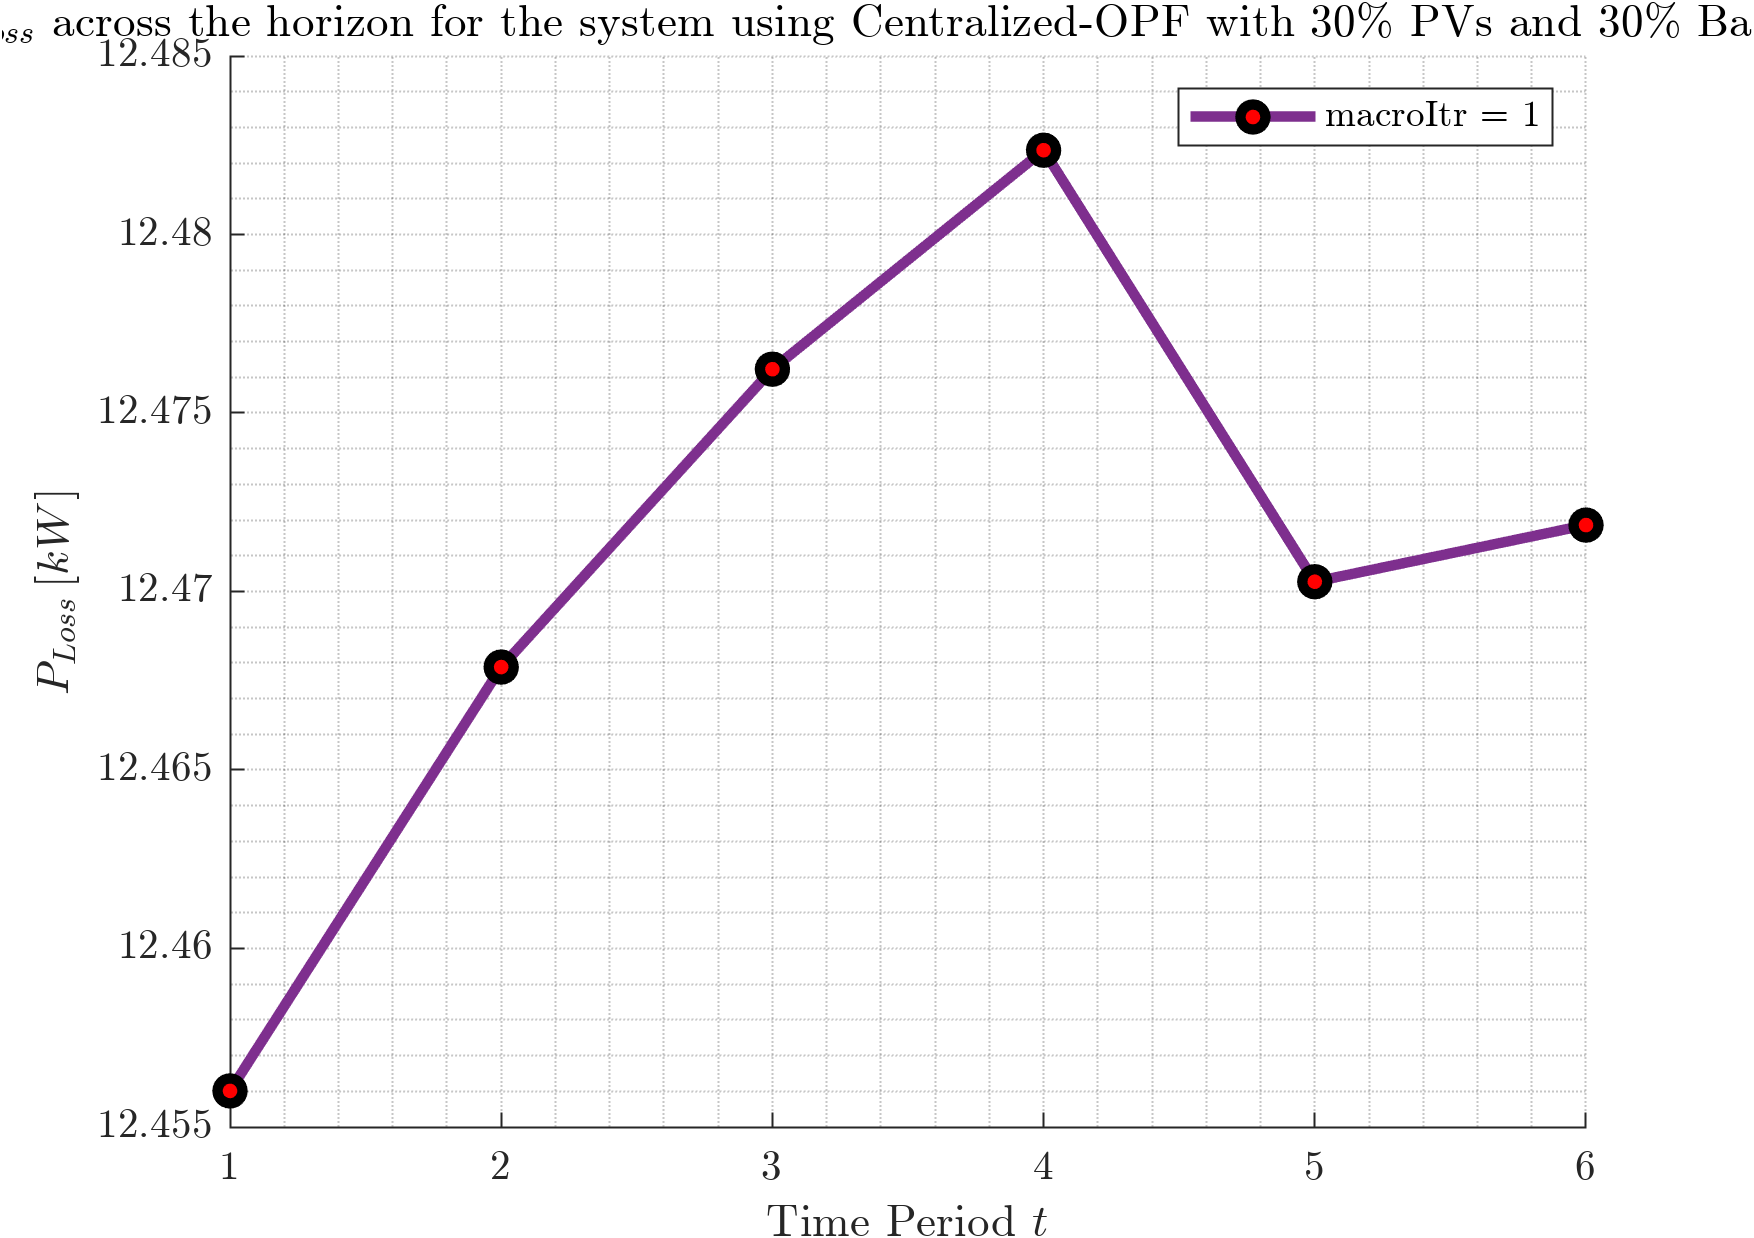 oss across the horizon for the system using Centralized-OPF with 30% PVs and 30% Ba
macroItr = 1
12.485
12.48
12.475
12.47
12.465
12.46
12.455
P_Loss [kW]
1 2 3 4 5 6
Time Period t